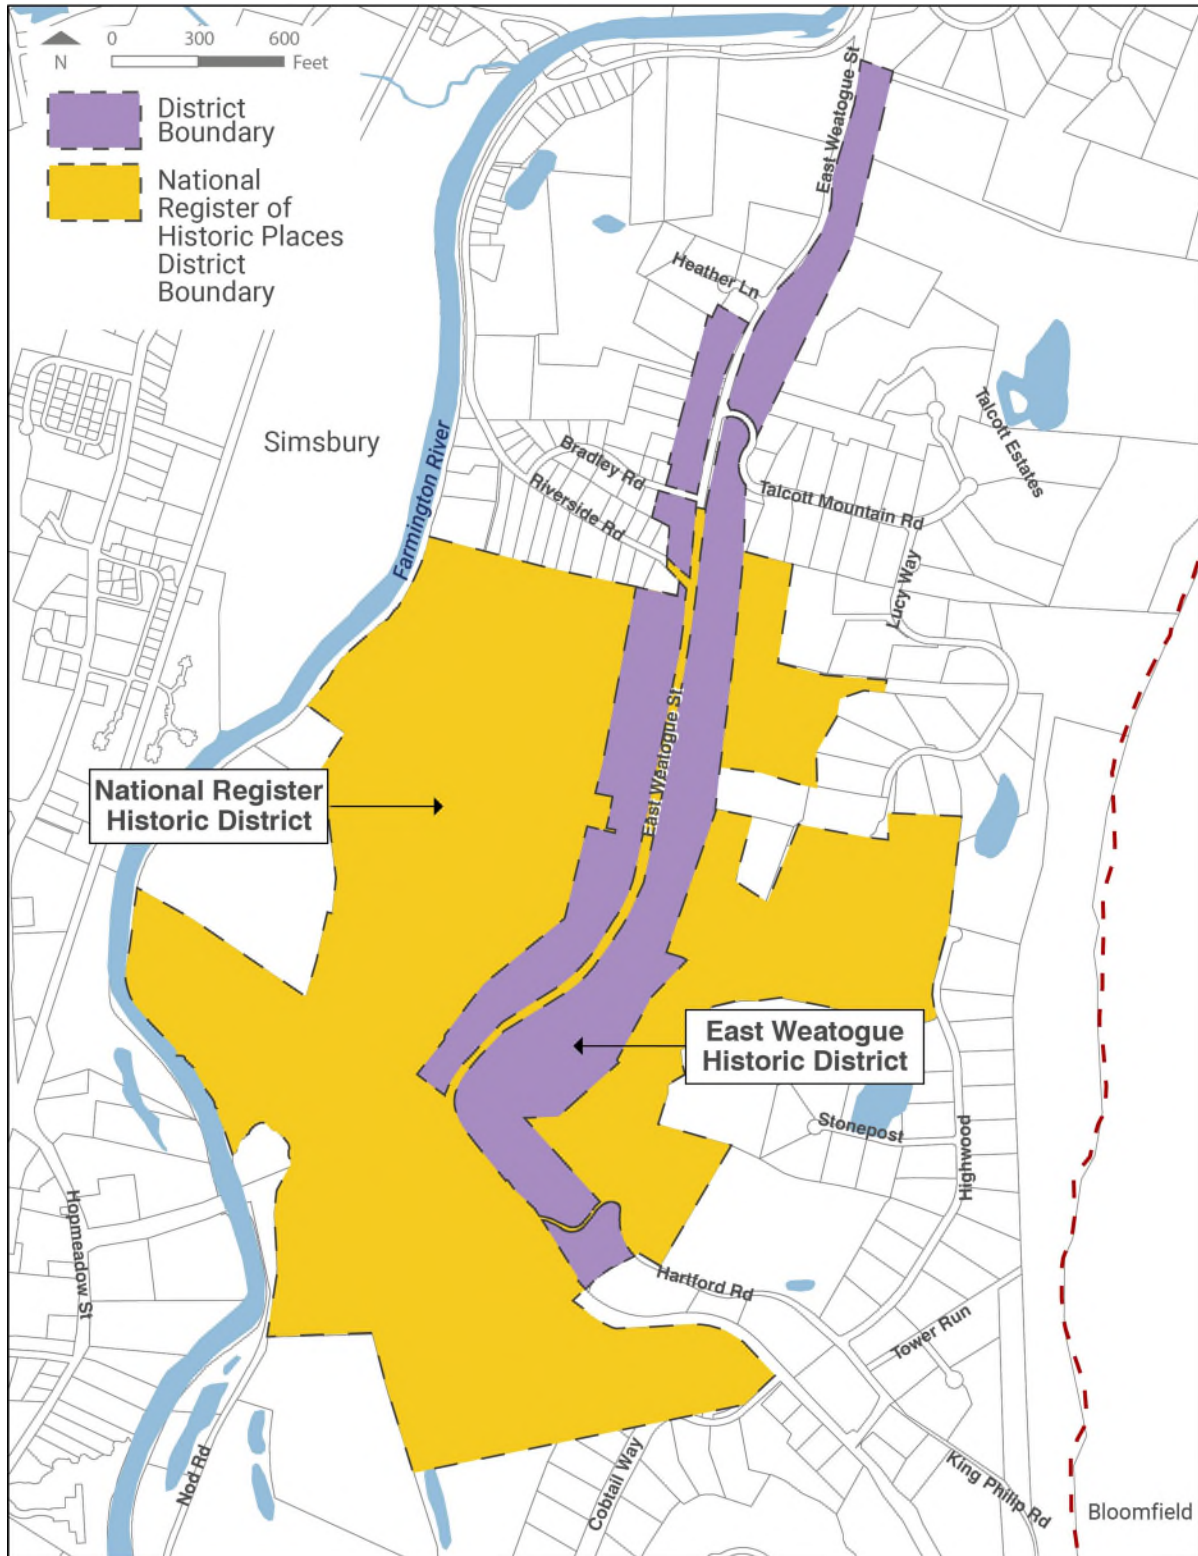 N
0 300 600
Feet
District
Boundary
National
Register of
Historic Places
District
Boundary
East Weatogue St
Heather Ln
Simsbury
Farmington River
Bradley Rd
Riverside Rd
Talcott Mountain Rd
Talcott Estates
Lucy Way
East Weatogue St
National Register
Historic District
East Weatogue
Historic District
Stonepost
Highwood
Hopmeadow St
Hartford Rd
Tower Run
Nod Rd
Cobtail Way
King Philip Rd
Bloomfield